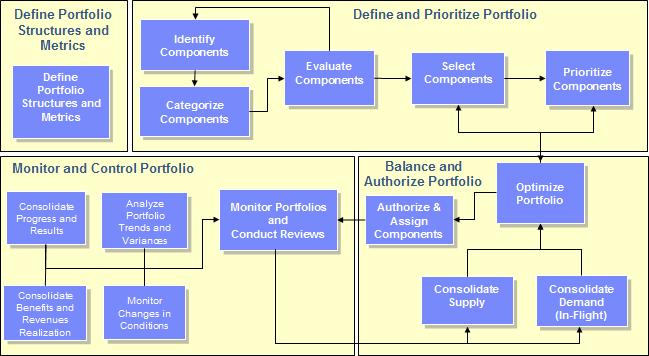 Define Portfolio
Structures and
Metrics
Define
Portfolio
Structures and
Metrics
Define and Prioritize Portfolio
Identify
Components
Categorize
Components
Evaluate
Components
Select
Components
Prioritize
Components
Monitor and Control Portfolio
Consolidate
Progress and
Results
Analyze
Portfolio
Trends and
Variances
Consolidate
Benefits and
Revenues
Realization
Monitor
Changes in
Conditions
Monitor Portfolios
and
Conduct Reviews
Balance and
Authorize Portfolio
Optimize
Portfolio
Authorize &
Assign
Components
Consolidate
Supply
Consolidate
Demand
(In-Flight)